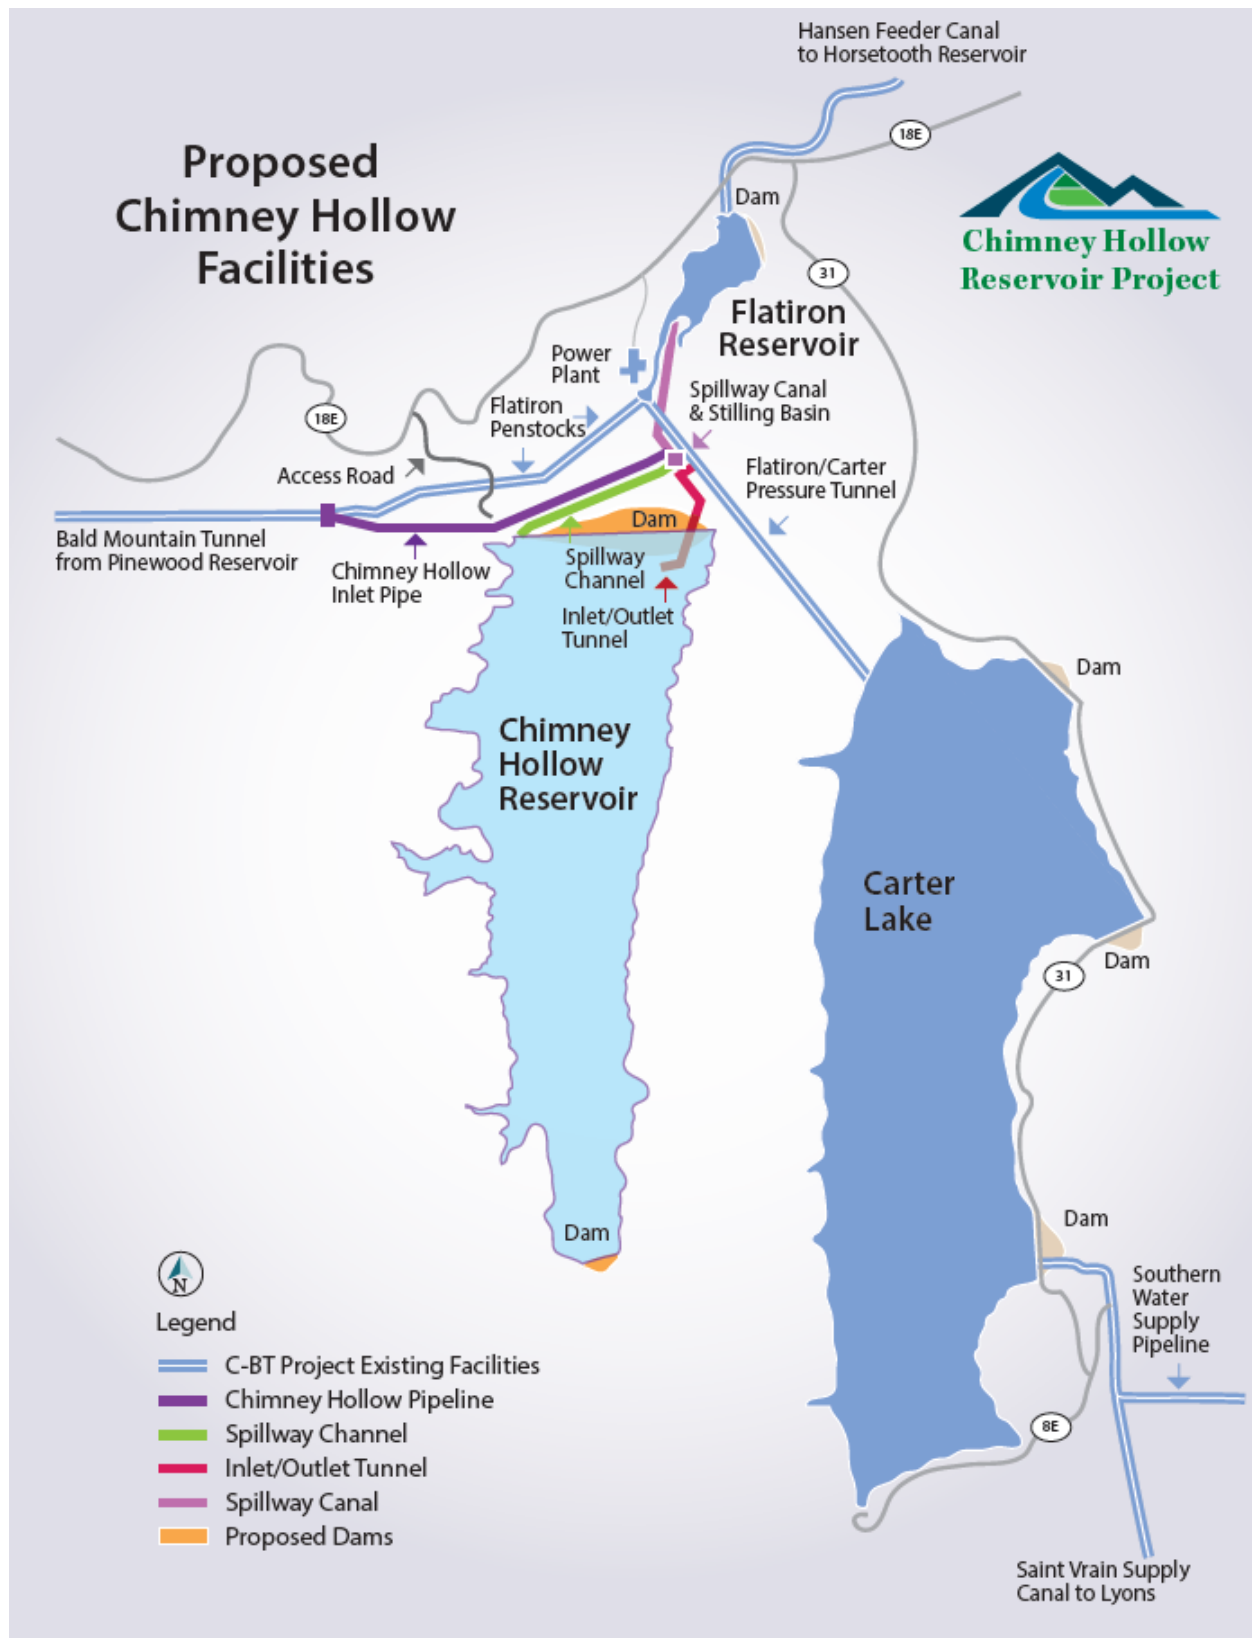 Hansen Feeder Canal
to Horsetooth Reservoir
18E
Proposed
Chimney Hollow
Facilities
Dam
Chimney Hollow
Reservoir Project
31
Flatiron
Reservoir
Power
Plant
Spillway Canal
& Stilling Basin
Flatiron
Penstocks
18E
Access Road
Flatiron/Carter
Pressure Tunnel
Dam
Bald Mountain Tunnel
from Pinewood Reservoir
Chimney Hollow
Inlet Pipe
Spillway
Channel
Inlet/Outlet
Tunnel
Dam
Chimney
Hollow
Reservoir
Carter
Lake
Dam
31
Dam
Dam
Southern
Water
Supply
Pipeline
N
Legend
C-BT Project Existing Facilities
Chimney Hollow Pipeline
Spillway Channel
Inlet/Outlet Tunnel
Spillway Canal
Proposed Dams
8E
Saint Vrain Supply
Canal to Lyons